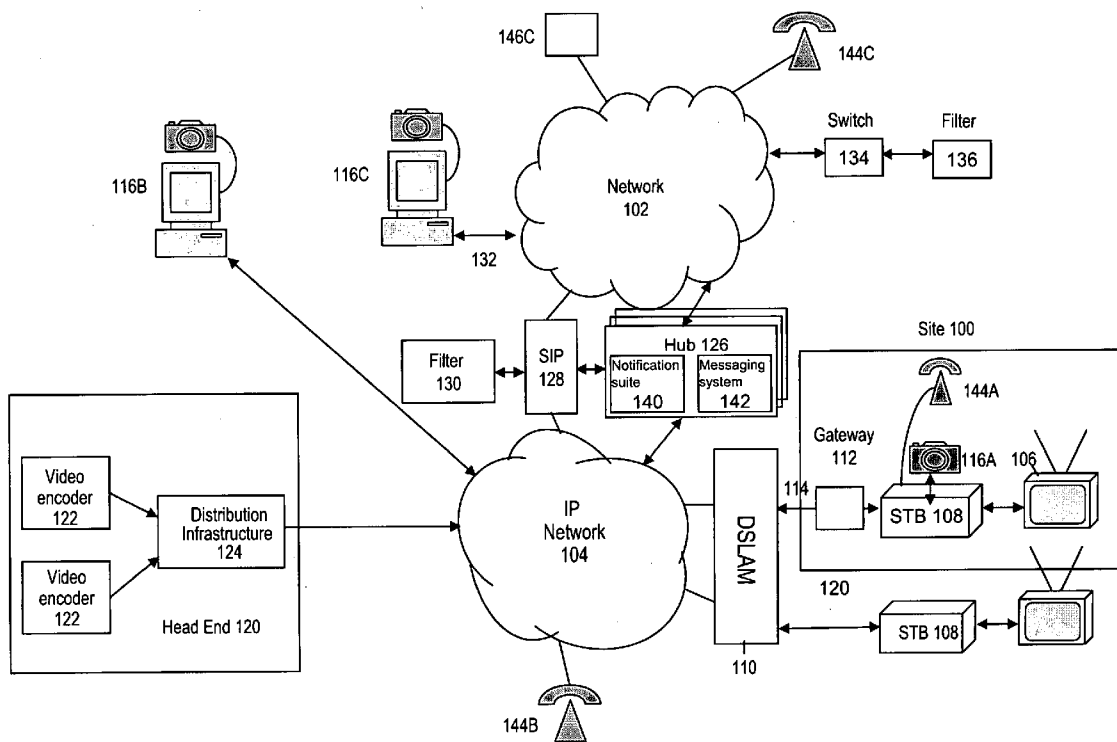 146C
144C
Switch
Filter
134
136
116B
116C
Network
102
132
Site 100
Filter
130
SIP
128
Hub 126
Notification
suite
140
Messaging
system
142
144A
Gateway
112
116A
106
114
STB 108
Video
encoder
122
Distribution
Infrastructure
124
IP
Network
104
DSLAM
120
Video
encoder
122
Head End 120
STB 108
110
144B